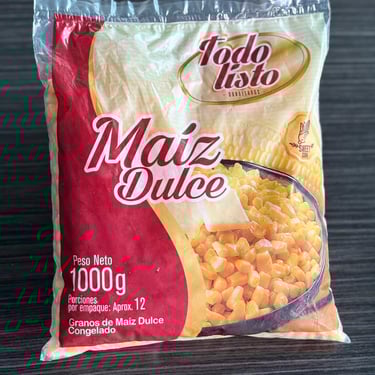 Todo
listo
Maíz
Dulce
Peso Neto
1000g
Porciones
por empaque: Aprox. 12
Granos de Maíz Dulce
Congelado